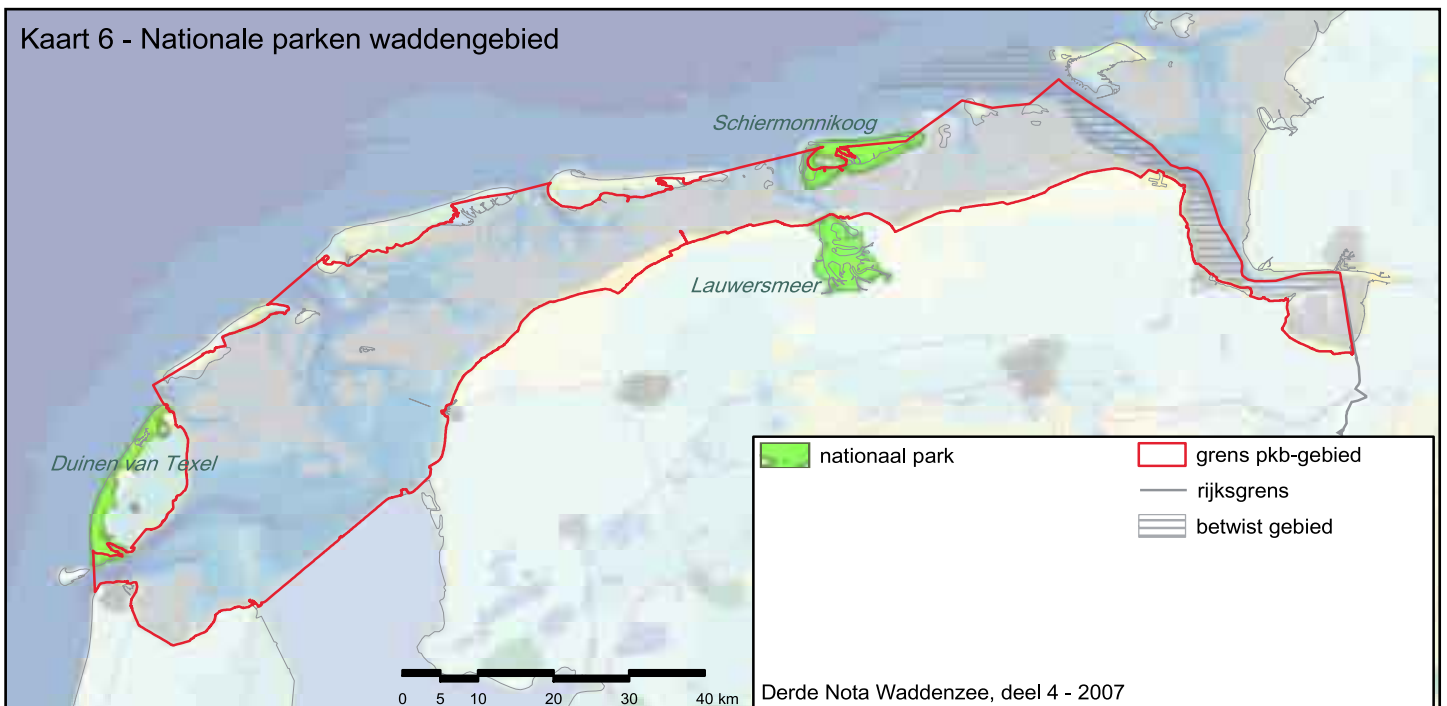 Kaart 6 - Nationale parken waddengebied
Schiermonnikoog
Lauwersmeer
Duinen van Texel
nationaal park
grens pkb-gebied
rijksgrens
betwist gebied
0 5 10 20 30 40 km
Derde Nota Waddenzee, deel 4 - 2007